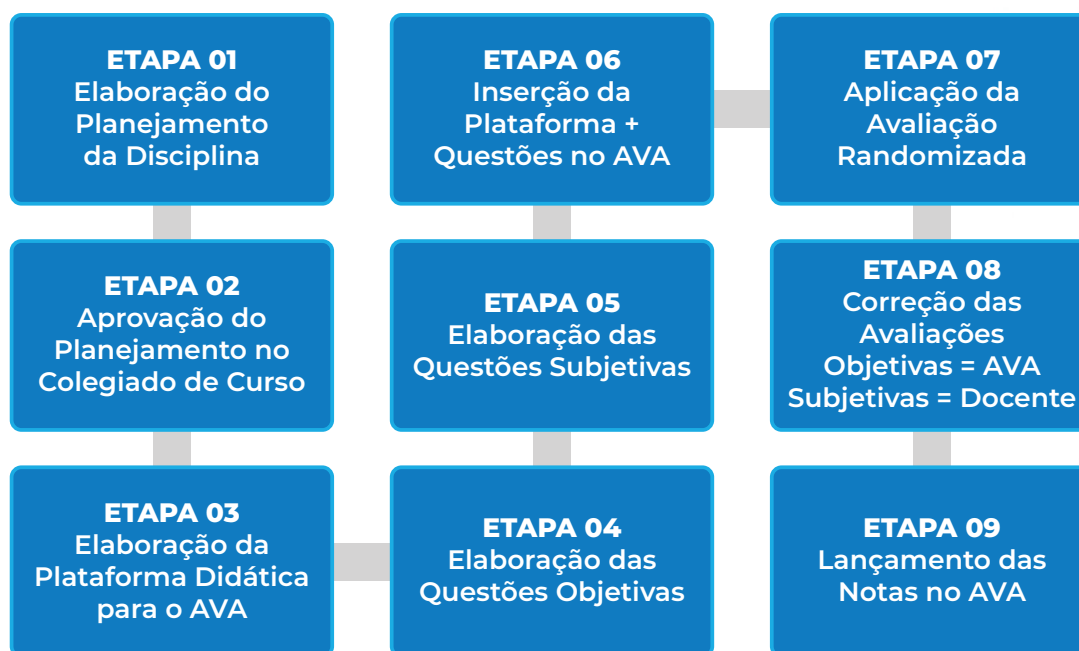 ETAPA 01
Elaboração do
Planejamento
da Disciplina
ETAPA 02
Aprovação do
Planejamento no
Colegiado de Curso
ETAPA 03
Elaboração da
Plataforma Didática
para o AVA
ETAPA 04
Elaboração das
Questões Objetivas
ETAPA 05
Elaboração das
Questões Subjetivas
ETAPA 06
Inserção da
Plataforma +
Questões no AVA
ETAPA 07
Aplicação da
Avaliação
Randomizada
ETAPA 08
Correção das
Avaliações
Objetivas = AVA
Subjetivas = Docente
ETAPA 09
Lançamento das
Notas no AVA